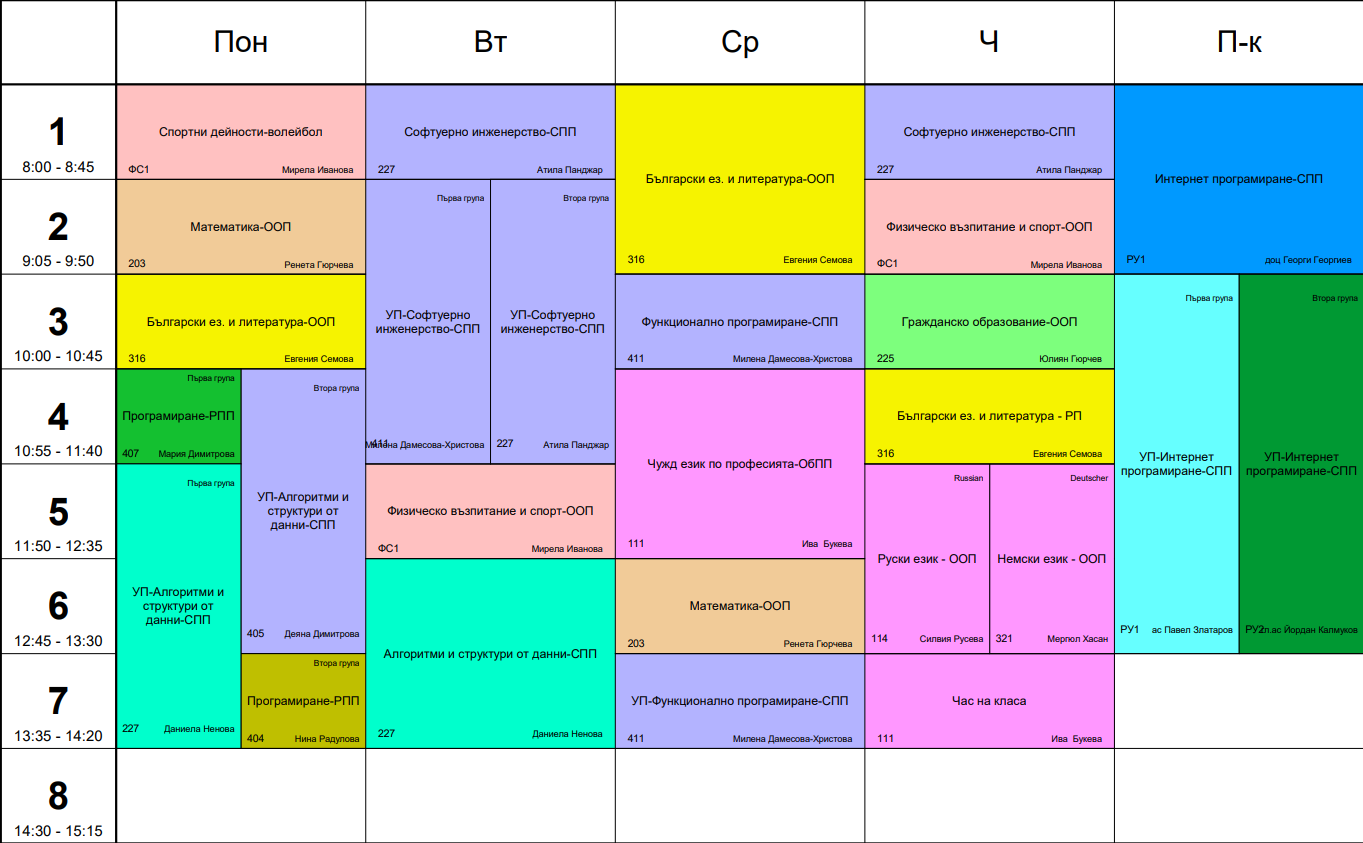 Пон
Вт
Ср
Ч
П-к
1
8:00 - 8:45
Спортни дейности-волейбол
ФС1 Мирела Иванова
Софтуерно инженерство-СПП
227 Атила Панджар
Български ез. и литература-ООП
316 Евгения Семова
Софтуерно инженерство-СПП
227 Атила Панджар
Интернет програмиране-СПП
РУ1 доц Георги Георгиев
2
9:05 - 9:50
Математика-ООП
203 Ренета Гюрчева
Първа група
УП-Софтуерно
инженерство-СПП
411 Милена Дамесова-Христова
Втора група
УП-Софтуерно
инженерство-СПП
227 Атила Панджар
Физическо възпитание и спорт-ООП
ФС1 Мирела Иванова
3
10:00 - 10:45
Български ез. и литература-ООП
316 Евгения Семова
Функционално програмиране-СПП
411 Милена Дамесова-Христова
Гражданско образование-ООП
225 Юлиян Гюрчев
Първа група
УП-Интернет
програмиране-СПП
РУ1 ас Павел Златаров
Втора група
УП-Интернет
програмиране-СПП
РУ2 Йордан Калмуков
4
10:55 - 11:40
Първа група
Програмиране-РПП
407 Мария Димитрова
Втора група
УП-Алгоритми и
структури от
данни-СПП
405 Деяна Димитрова
Чужд език по професията-ОбПП
111 Ива Букева
Български ез. и литература - РП
316 Евгения Семова
5
11:50 - 12:35
Първа група
УП-Алгоритми и
структури от
данни-СПП
227 Даниела Ненова
Физическо възпитание и спорт-ООП
ФС1 Мирела Иванова
Russian
Руски език - ООП
114 Силвия Русева
Deutscher
Немски език - ООП
321 Мерпол Хасан
6
12:45 - 13:30
Алгоритми и структури от данни-СПП
227 Даниела Ненова
Математика-ООП
203 Ренета Гюрчева
7
13:35 - 14:20
Втора група
Програмиране-РПП
404 Нина Радулова
УП-Функционално програмиране-СПП
411 Милена Дамесова-Христова
Час на класа
111 Ива Букева
8
14:30 - 15:15